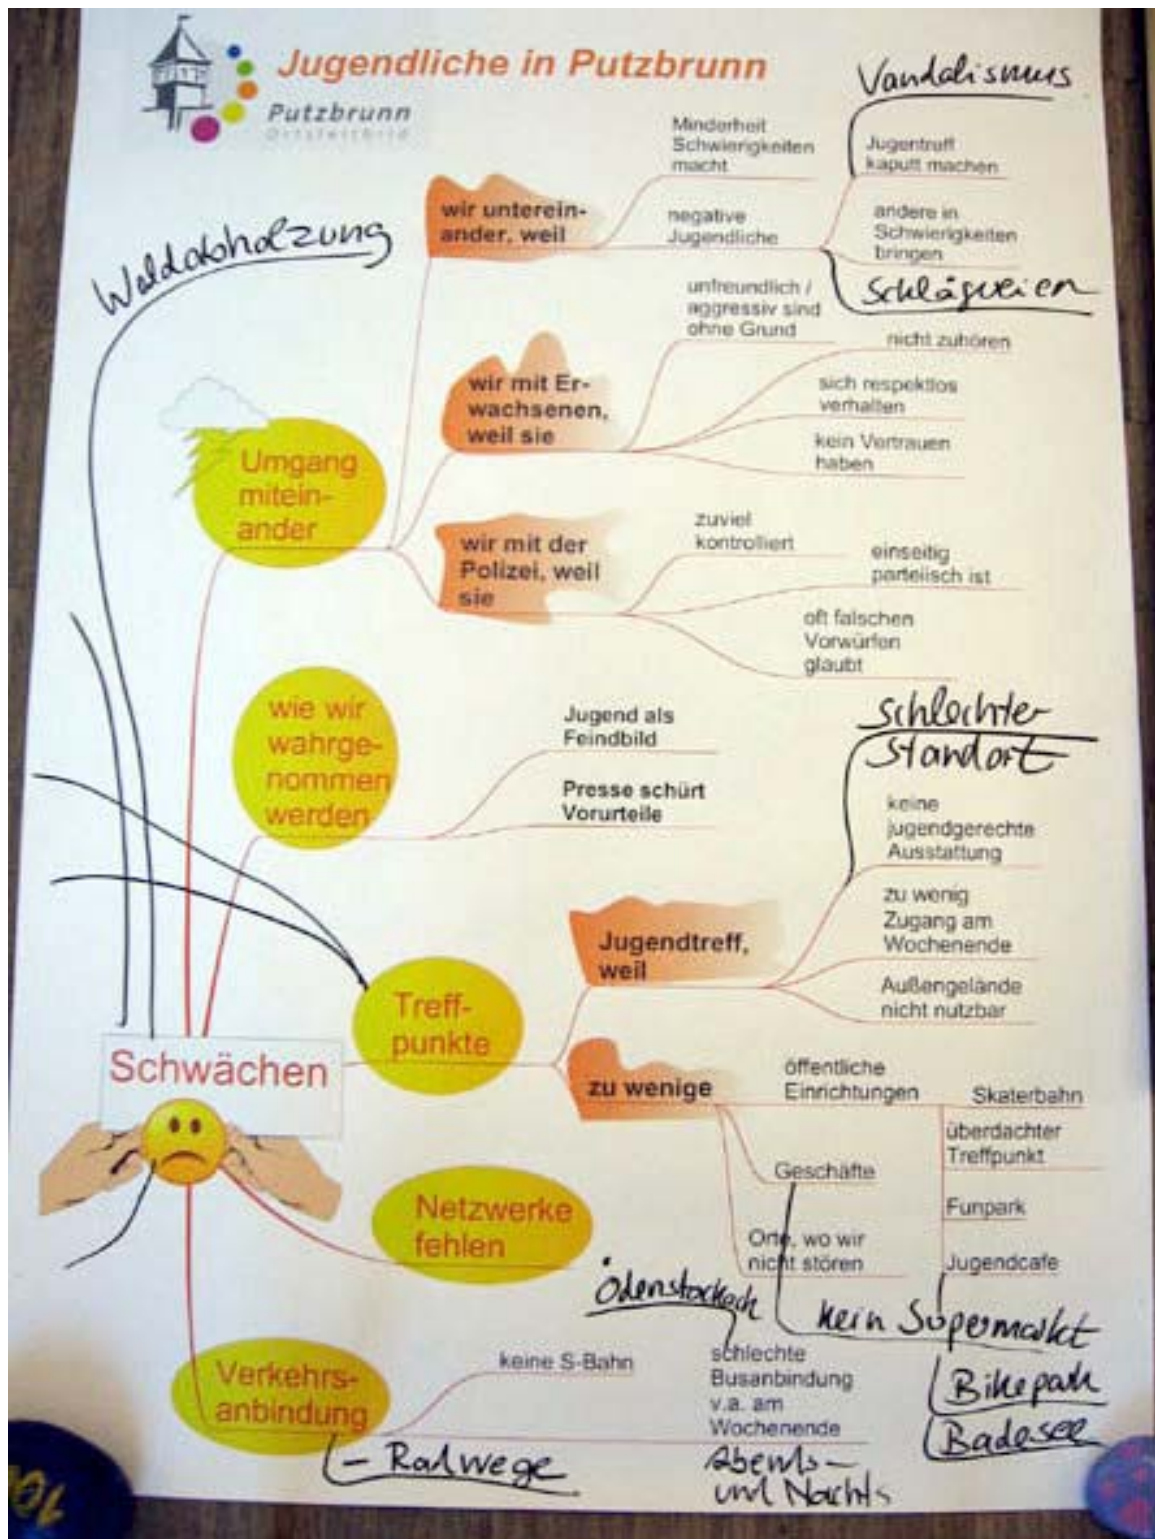 Jugendliche in Putzbrunn
Putzbrunn
Ortsleitbild
Vandalismus
Minderheit
Schwierigkeiten
macht
Jugentruff
kaputt machen
wir unterein-
ander, weil
negative
Jugendliche
andere in
Schwierigkeiten
bringen
Schlägereien
Waldabholzung
unfreundlich /
aggressiv sind
ohne Grund
nicht zuhören
wir mit Er-
wachsenen,
weil sie
sich respektlos
verhalten
kein Vertrauen
haben
Umgang
mitein-
ander
wir mit der
Polizei, weil
sie
zuviel
kontrolliert
einseitig
parteiisch ist
oft falschen
Vorwürfen
glaubt
wie wir
wahrge-
nommen
werden
Jugend als
Feindbild
Presse schürt
Vorurteile
schlechter
Standort
keine
jugendgerechte
Ausstattung
zu wenig
Zugang am
Wochenende
Außengelände
nicht nutzbar
Jugendtreff,
weil
Treff-
punkte
Schwächen
zu wenige
öffentliche
Einrichtungen
Skaterbahn
überdachter
Treffpunkt
Funpark
Jugendcafe
Geschäfte
Orte, wo wir
nicht stören
Netzwerke
fehlen
Ödenstockach
kein Supermarkt
Bikepark
Badesee
Verkehrs-
anbindung
keine S-Bahn
schlechte
Busanbindung
v.a. am
Wochenende
Abends-
und Nachts
- Radwege